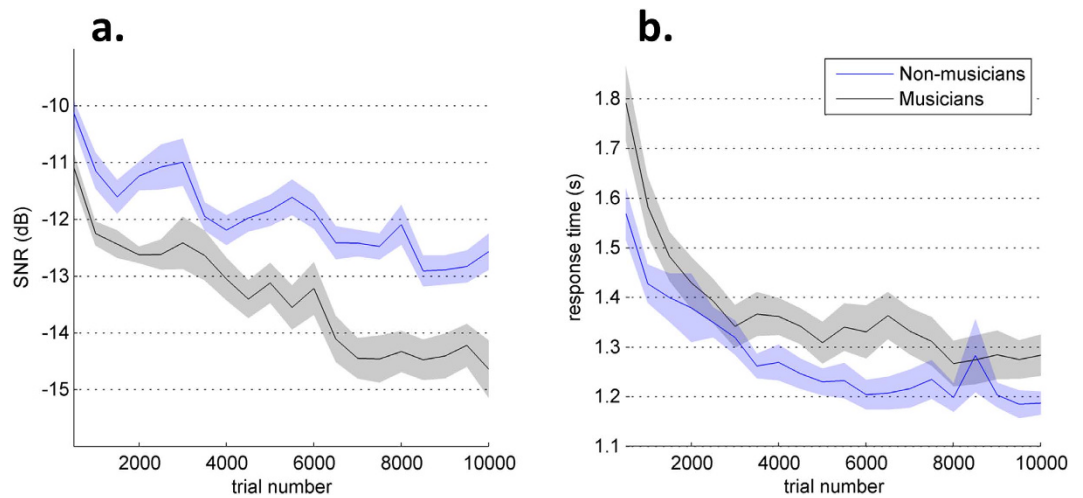 a.
SNR (dB)
-10
-11
-12
-13
-14
-15
2000 4000 6000 8000 10000
trial number
b.
Non-musicians
Musicians
response time (s)
1.8
1.7
1.6
1.5
1.4
1.3
1.2
1.1
2000 4000 6000 8000 10000
trial number